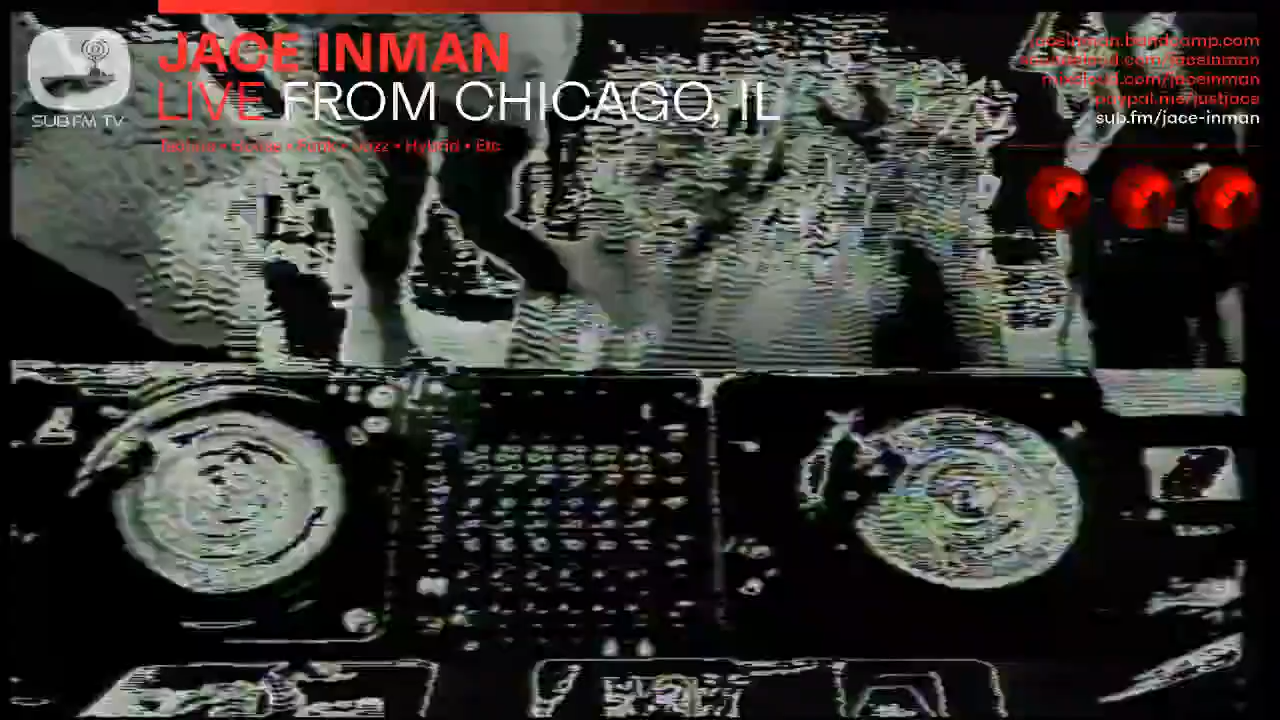 JACE INMAN
LIVE FROM CHICAGO, IL
House • Funk • Jazz • Hybrid • Etc
SUB FM TV
jaceinman.bandcamp.com
soundcloud.com/jaceinman
mixcloud.com/jaceinman
paypal.me/justjace
sub.fm/jace-inman